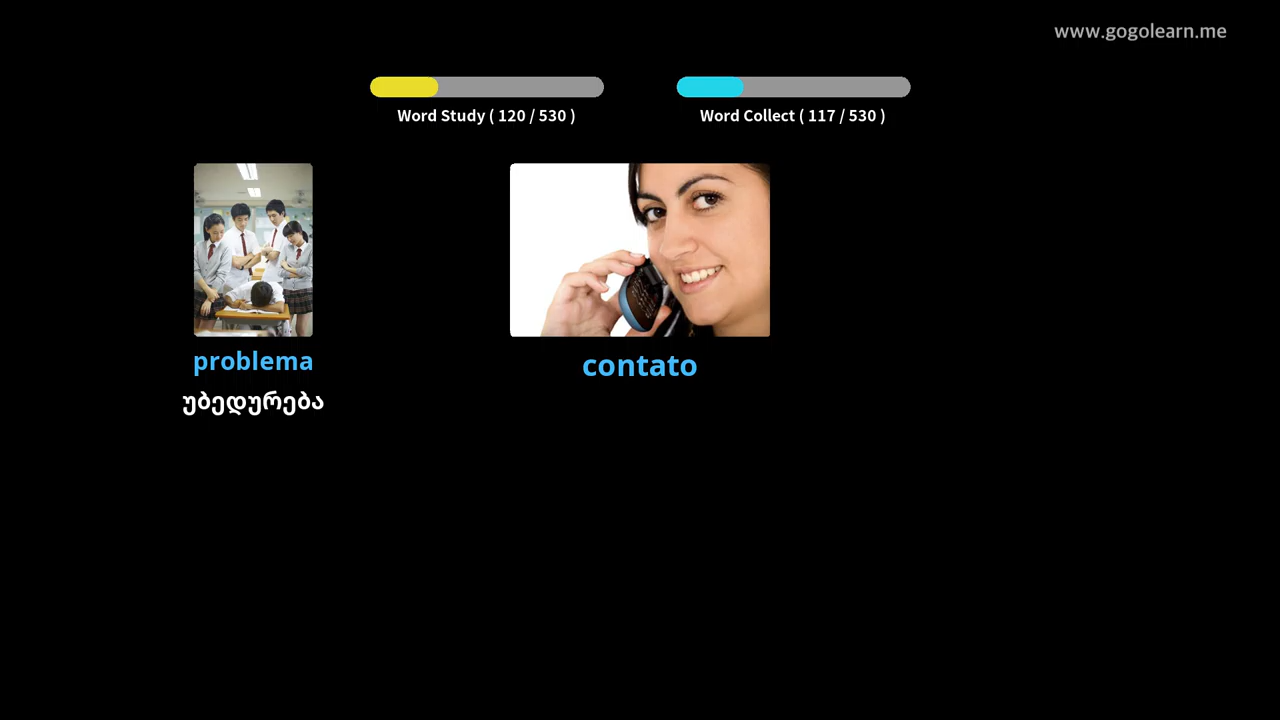 www.gogolearn.me
Word Study ( 120 / 530 )
Word Collect ( 117 / 530 )
problema
contato
უბედურება